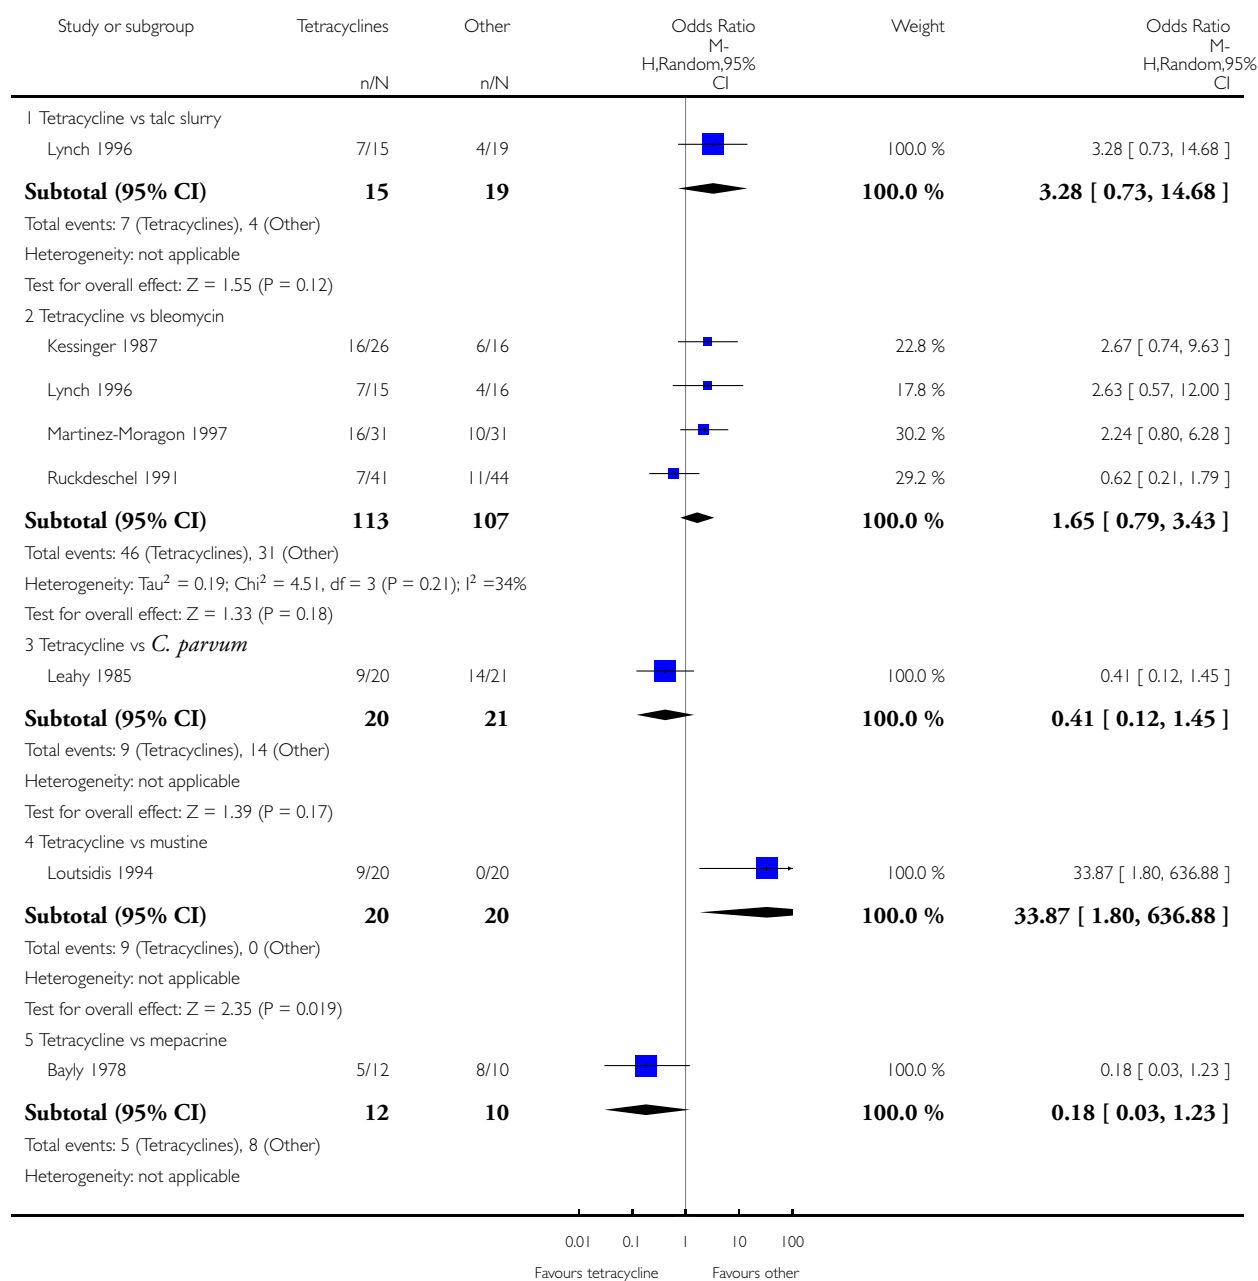 Study or subgroup Tetracyclines Other Odds Ratio Weight Odds Ratio
M- M-
H,Random,95% H,Random,95%
n/N n/N CI CI
1 Tetracycline vs talc slurry
Lynch 1996 7/15 4/19 100.0 % 3.28 [ 0.73, 14.68 ]
Subtotal (95% CI) 15 19 100.0 % 3.28 [ 0.73, 14.68 ]
Total events: 7 (Tetracyclines), 4 (Other)
Heterogeneity: not applicable
Test for overall effect: Z = 1.55 (P = 0.12)
2 Tetracycline vs bleomycin
Kessinger 1987 16/26 6/16 22.8 % 2.67 [ 0.74, 9.63 ]
Lynch 1996 7/15 4/16 17.8 % 2.63 [ 0.57, 12.00 ]
Martinez-Moragon 1997 16/31 10/31 30.2 % 2.24 [ 0.80, 6.28 ]
Ruckdeschel 1991 7/41 11/44 29.2 % 0.62 [ 0.21, 1.79 ]
Subtotal (95% CI) 113 107 100.0 % 1.65 [ 0.79, 3.43 ]
Total events: 46 (Tetracyclines), 31 (Other)
Heterogeneity: Tau² = 0.19; Chi² = 4.51, df = 3 (P = 0.21); I² =34%
Test for overall effect: Z = 1.33 (P = 0.18)
3 Tetracycline vs C. parvum
Leahy 1985 9/20 14/21 100.0 % 0.41 [ 0.12, 1.45 ]
Subtotal (95% CI) 20 21 100.0 % 0.41 [ 0.12, 1.45 ]
Total events: 9 (Tetracyclines), 14 (Other)
Heterogeneity: not applicable
Test for overall effect: Z = 1.39 (P = 0.17)
4 Tetracycline vs mustine
Loutsidis 1994 9/20 0/20 100.0 % 33.87 [ 1.80, 636.88 ]
Subtotal (95% CI) 20 20 100.0 % 33.87 [ 1.80, 636.88 ]
Total events: 9 (Tetracyclines), 0 (Other)
Heterogeneity: not applicable
Test for overall effect: Z = 2.35 (P = 0.019)
5 Tetracycline vs mepacrine
Bayly 1978 5/12 8/10 100.0 % 0.18 [ 0.03, 1.23 ]
Subtotal (95% CI) 12 10 100.0 % 0.18 [ 0.03, 1.23 ]
Total events: 5 (Tetracyclines), 8 (Other)
Heterogeneity: not applicable
0.01 0.1 1 10 100
Favours tetracycline Favours other